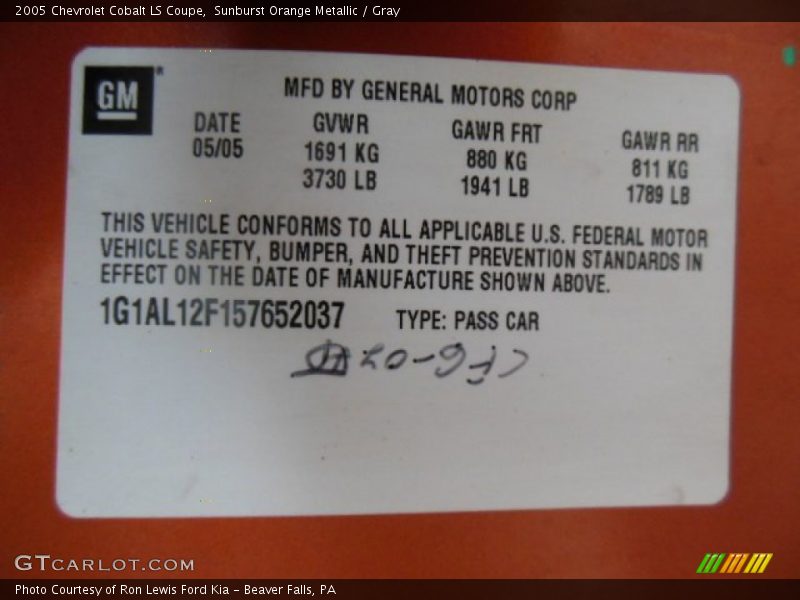 2005 Chevrolet Cobalt LS Coupe, Sunburst Orange Metallic / Gray
GM
MFD BY GENERAL MOTORS CORP
DATE GVWR GAWR FRT GAWR RR
05/05 1691 KG 880 KG 811 KG
3730 LB 1941 LB 1789 LB
THIS VEHICLE CONFORMS TO ALL APPLICABLE U.S. FEDERAL MOTOR
VEHICLE SAFETY, BUMPER, AND THEFT PREVENTION STANDARDS IN
EFFECT ON THE DATE OF MANUFACTURE SHOWN ABOVE.
1G1AL12F157652037 TYPE: PASS CAR
GTCARLOT.COM
Photo Courtesy of Ron Lewis Ford Kia - Beaver Falls, PA